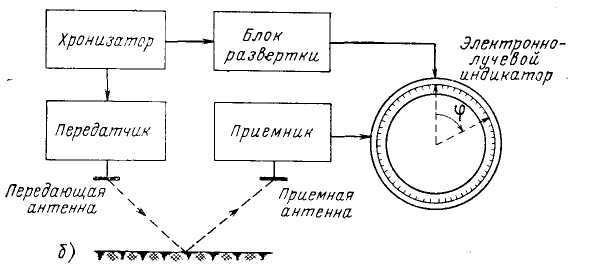 Хронизатор
Блок
развертки
Электронно-
лучевой
индикатор
Передатчик
Приемник
φ
Передающая
антенна
Приемная
антенна
б)